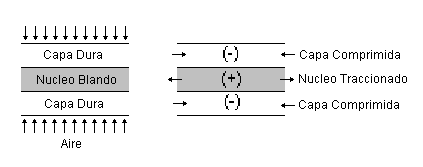 Capa Dura
(-)
Capa Comprimida
Nucleo Blando
(+)
Nucleo Traccionado
Capa Dura
(-)
Capa Comprimida
Aire